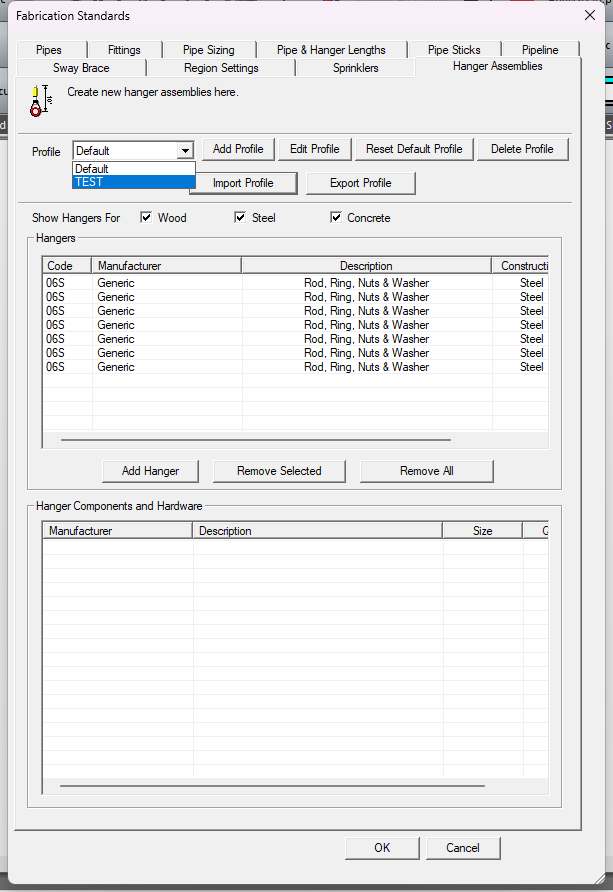 Fabrication Standards
Pipes Fittings Pipe Sizing Pipe & Hanger Lengths Pipe Sticks Pipeline
Sway Brace Region Settings Sprinklers Hanger Assemblies
Create new hanger assemblies here.
Profile Default Add Profile Edit Profile Reset Default Profile Delete Profile
Default
TEST Import Profile Export Profile
Show Hangers For Wood Steel Concrete
Hangers
Code Manufacturer Description Constructi
06S Generic Rod, Ring, Nuts & Washer Steel
06S Generic Rod, Ring, Nuts & Washer Steel
06S Generic Rod, Ring, Nuts & Washer Steel
06S Generic Rod, Ring, Nuts & Washer Steel
06S Generic Rod, Ring, Nuts & Washer Steel
06S Generic Rod, Ring, Nuts & Washer Steel
06S Generic Rod, Ring, Nuts & Washer Steel
Add Hanger Remove Selected Remove All
Hanger Components and Hardware
Manufacturer Description Size
OK Cancel